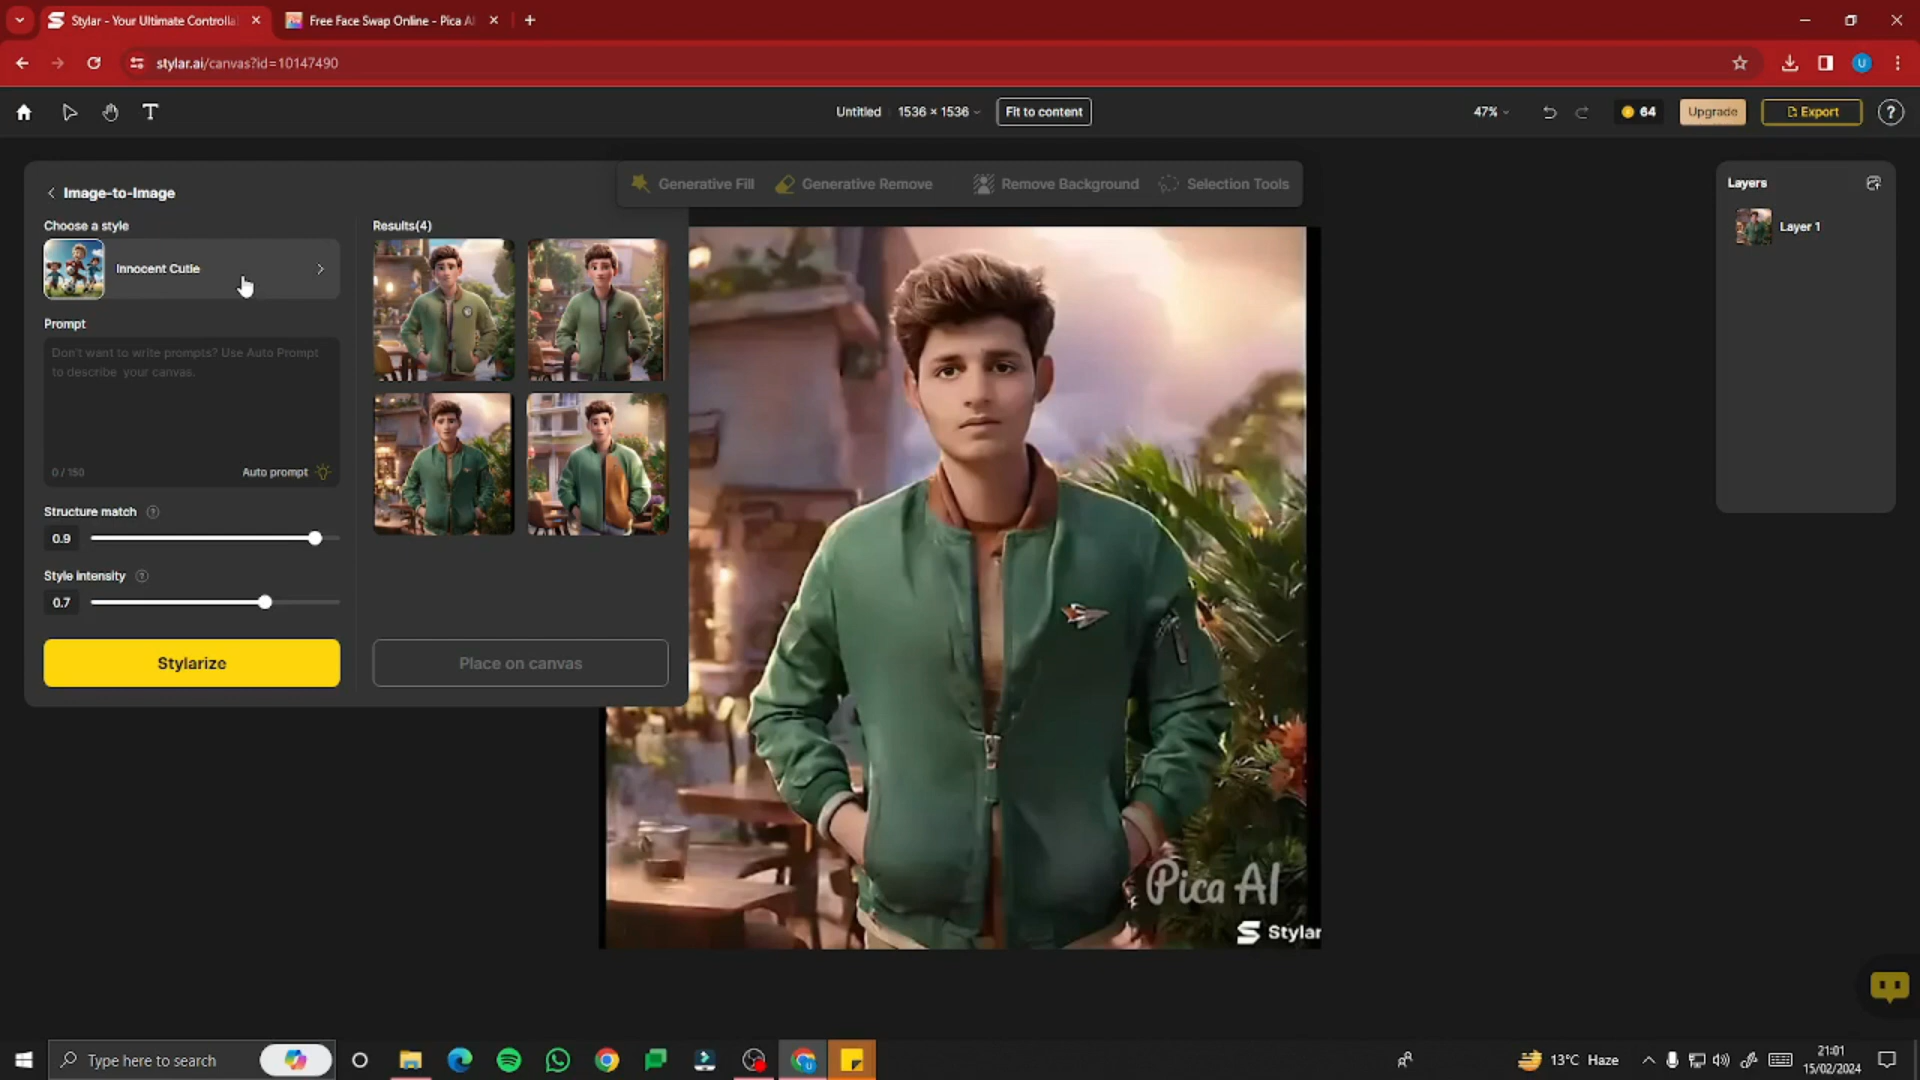 Stylar - Your Ultimate Controlla
Free Face Swap Online - Pica AI
stylar.ai/canvas?id=10147490
U
Untitled
1536 × 1536
Fit to content
47%
64
Upgrade
Export
?
Image-to-Image
Generative Fill
Generative Remove
Remove Background
Selection Tools
Layers
Layer 1
Choose a style
Innocent Cutie
Results(4)
Prompt
Don't want to write prompts? Use Auto Prompt
to describe your canvas.
0 / 150
Auto prompt
Structure match ?
0.9
Style intensity ?
0.7
Stylarize
Place on canvas
Pica AI
Stylar
Type here to search
13°C Haze
21:01
15/02/2024